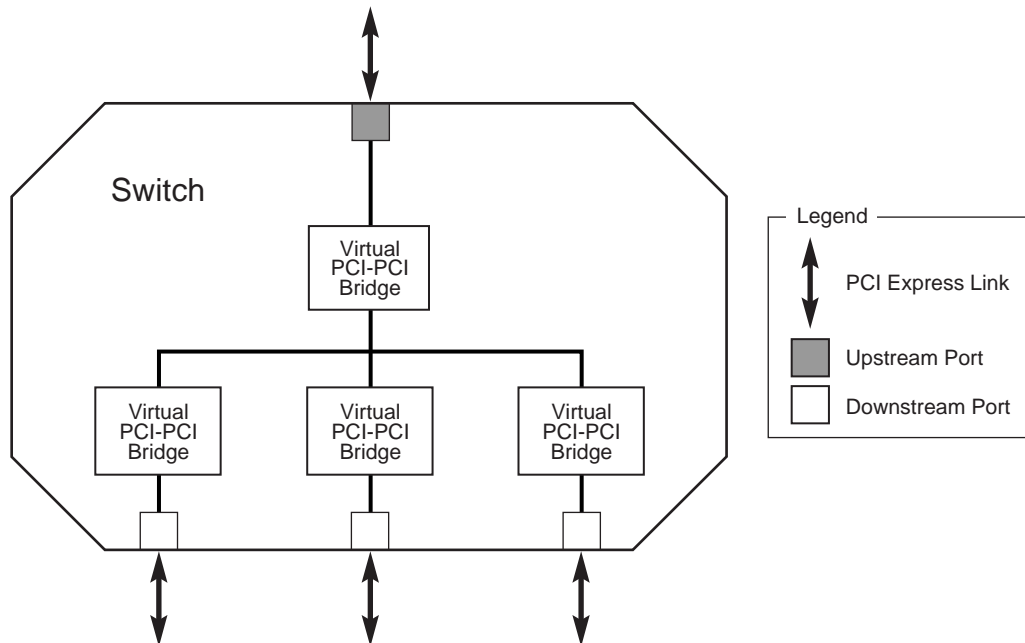 Switch
Virtual
PCI-PCI
Bridge
Virtual
PCI-PCI
Bridge
Virtual
PCI-PCI
Bridge
Virtual
PCI-PCI
Bridge
Legend
PCI Express Link
Upstream Port
Downstream Port